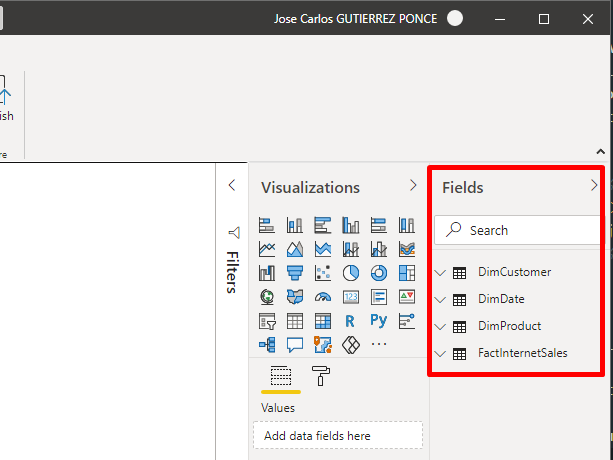 Jose Carlos GUTIERREZ PONCE
ish
re
Filters
Visualizations
123
R
Py
Values
Add data fields here
Fields
Search
DimCustomer
DimDate
DimProduct
FactInternetSales